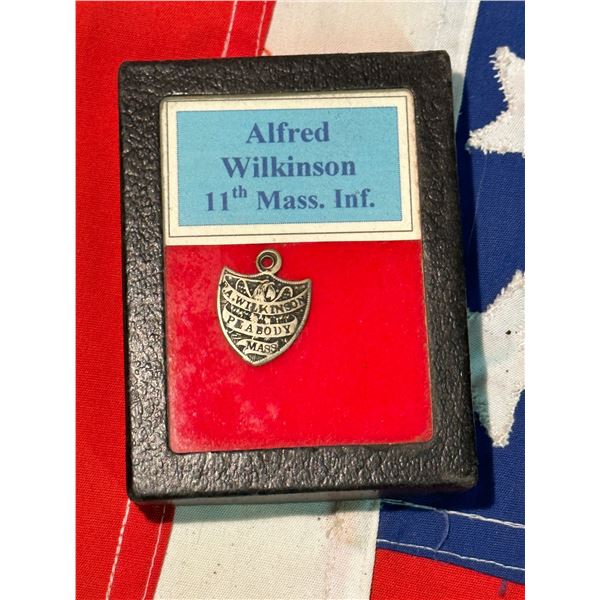 Alfred
Wilkinson
11th Mass. Inf.
A. WILKINSON
PEABODY
MASS